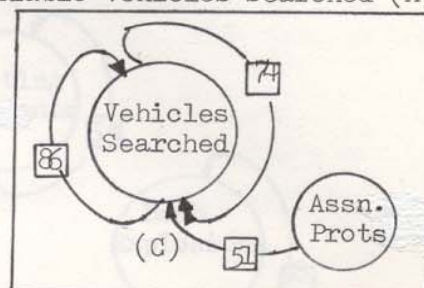 Vehicles Searched
74
Vehicles
Searched
86
Assn.
Prots
(C)
51